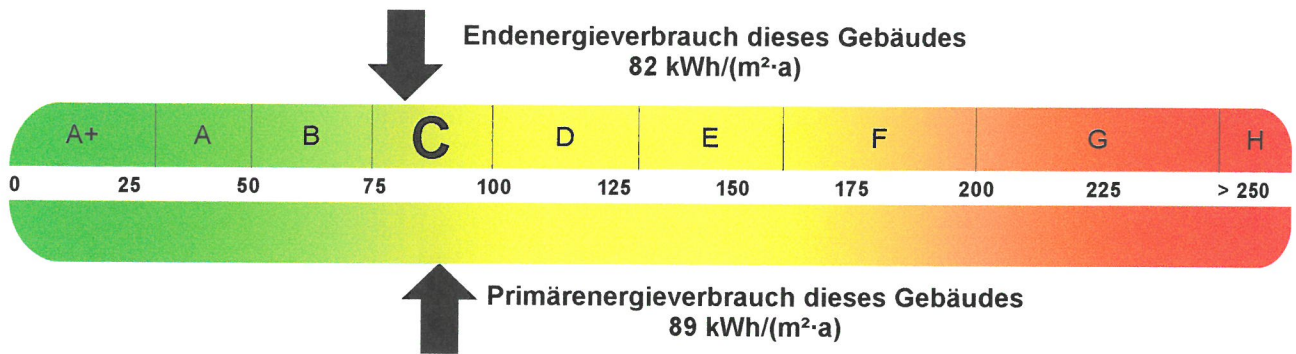 Endenergieverbrauch dieses Gebäudes
82 kWh/(m²·a)
A+ A B C D E F G H
0 25 50 75 100 125 150 175 200 225 > 250
Primärenergieverbrauch dieses Gebäudes
89 kWh/(m²·a)